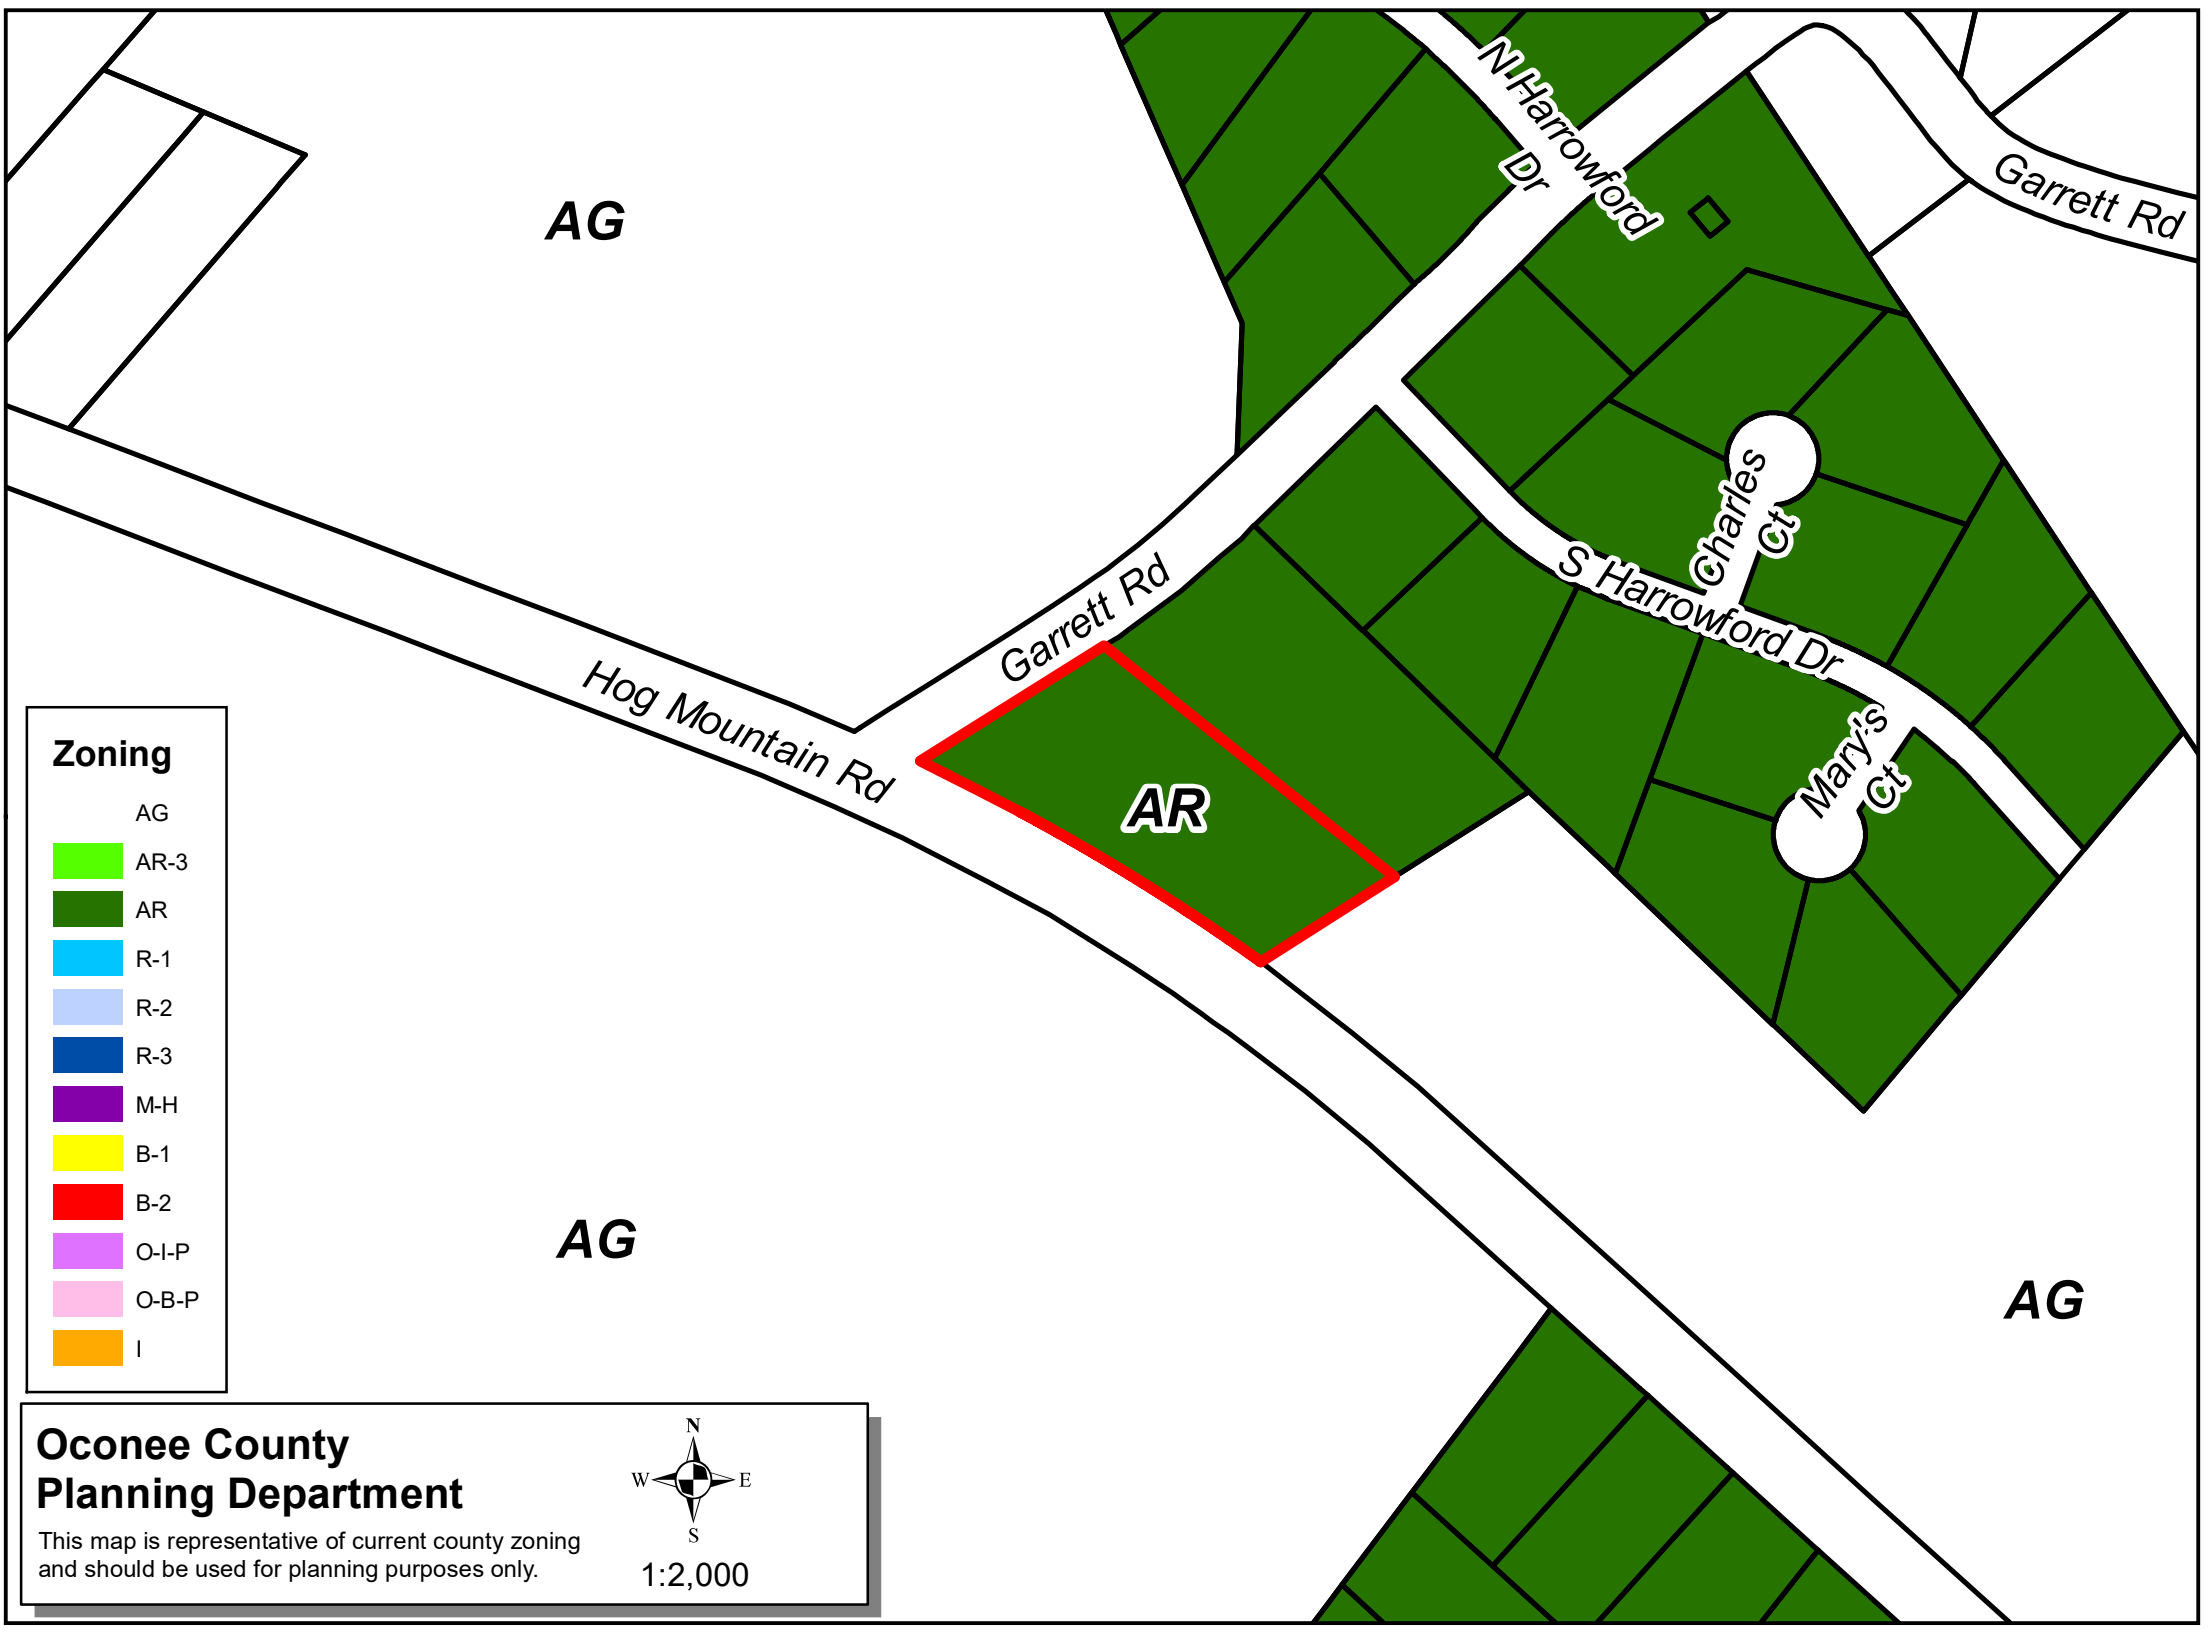 N Harrowford
Dr
Garrett Rd
AG
Charles
Ct
S Harrowford Dr
Garrett Rd
Hog Mountain Rd
Mary's
Ct
AR
Zoning
AG
AR-3
AR
R-1
R-2
R-3
M-H
B-1
B-2
O-I-P
O-B-P
I
AG
AG
Oconee County
Planning Department
This map is representative of current county zoning
and should be used for planning purposes only.
N
W E
S
1:2,000